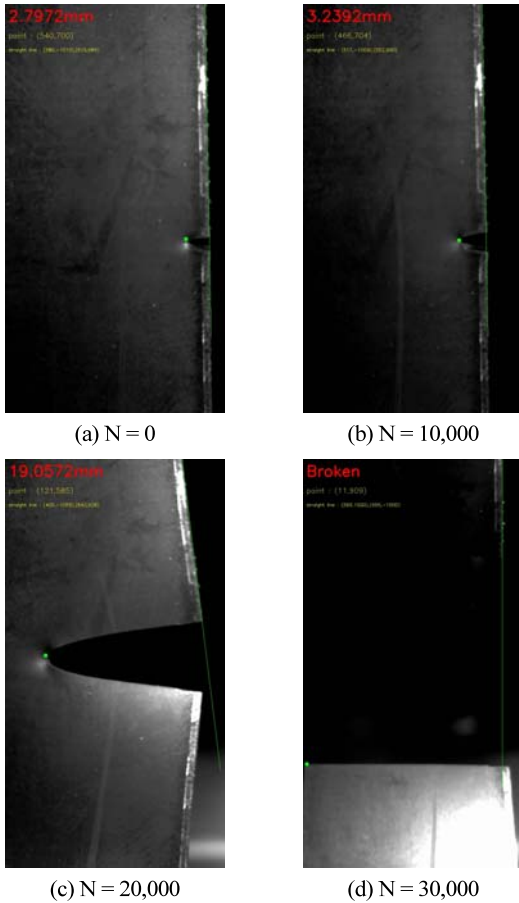 2.7972mm
point : (540,700)
3.2392mm
point : (466,704)
(a) N = 0
(b) N = 10,000
19.0572mm
point : (121,585)
Broken
point : (11,909)
(c) N = 20,000
(d) N = 30,000